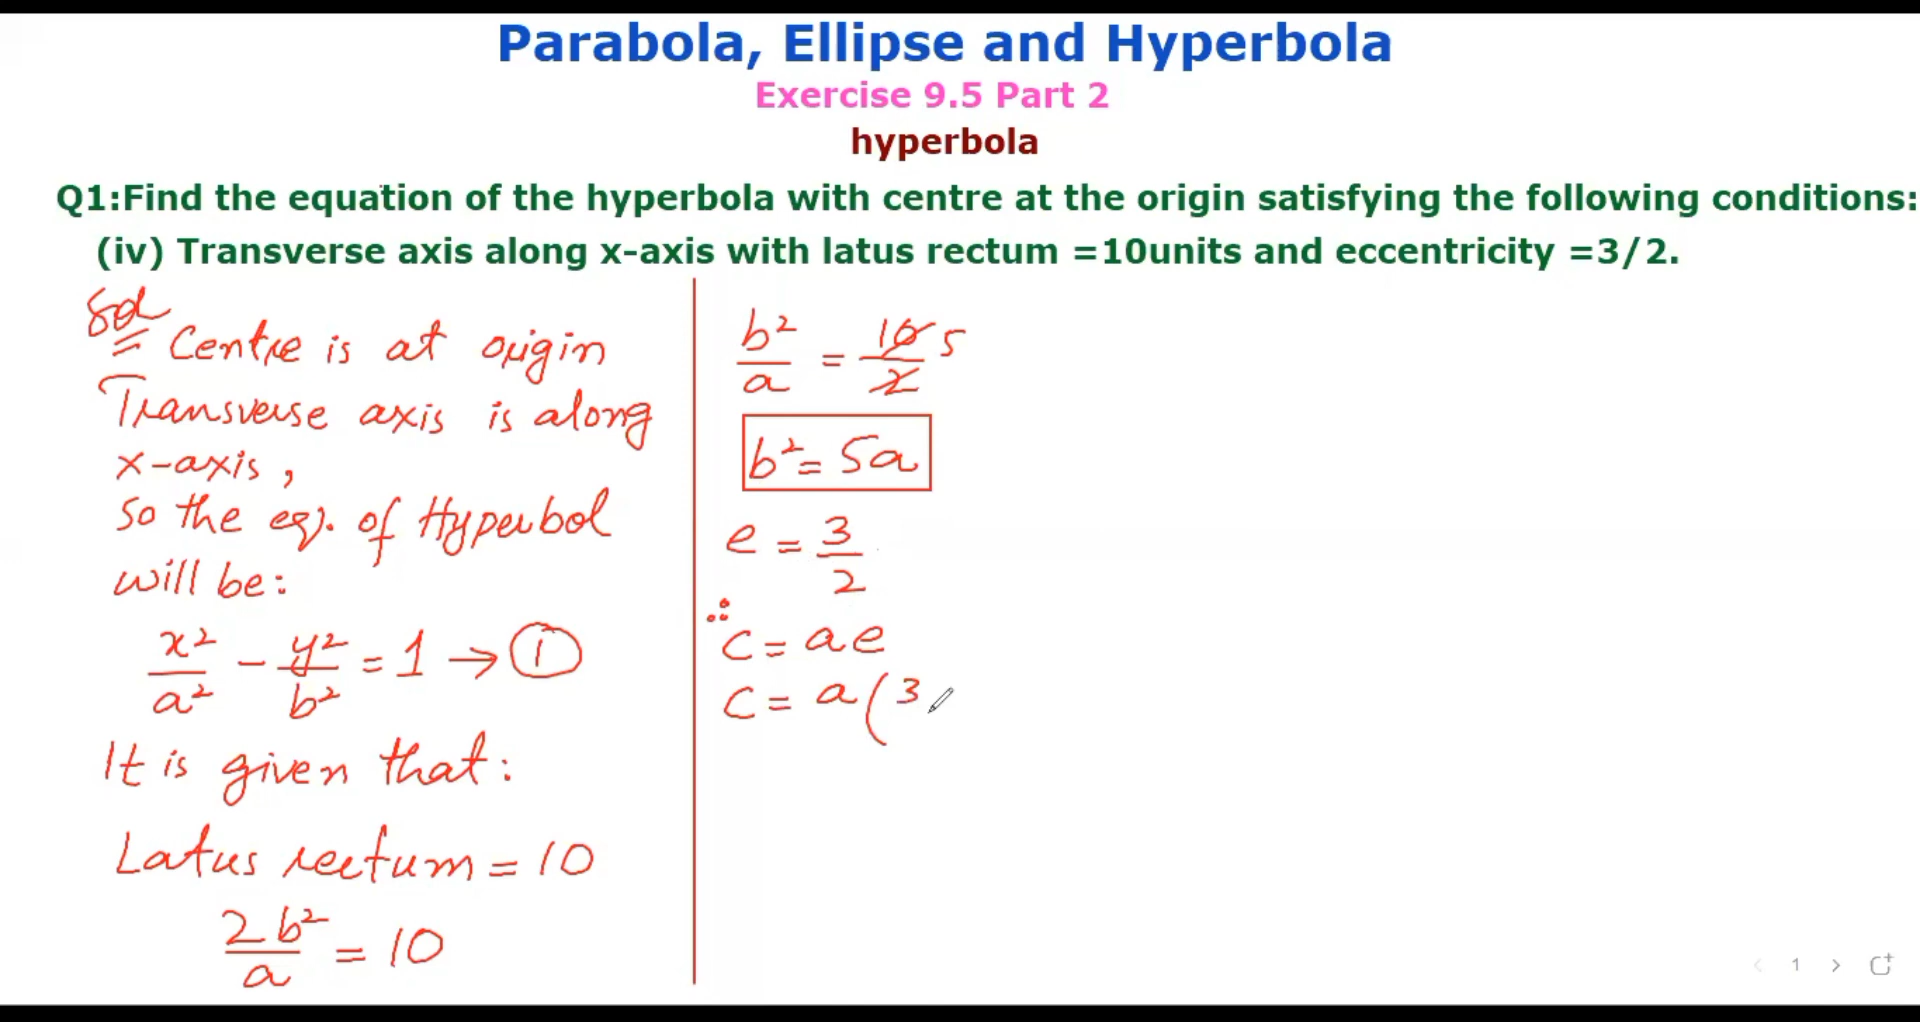 Parabola, Ellipse and Hyperbola
Exercise 9.5 Part 2
hyperbola
Q1:Find the equation of the hyperbola with centre at the origin satisfying the following conditions:
(iv) Transverse axis along x-axis with latus rectum =10units and eccentricity =3/2.
Sol
Centre is at origin
Transverse axis is along
x-axis,
So the eq. of Hyperbol
will be:
x²/a² - y²/b² = 1 → ①
It is given that:
Latus rectum = 10
2b²/a = 10
b²/a = 10/2 5
b² = 5a
e = 3/2
∴
c = ae
c = a(3
1